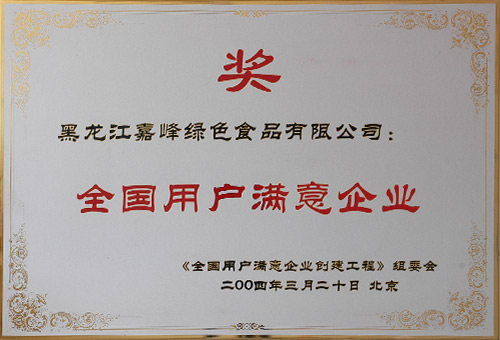 奖
黑龙江嘉峰绿色食品有限公司：
全国用户满意企业
《全国用户满意企业创建工程》组委会
二00四年三月二十日 北京